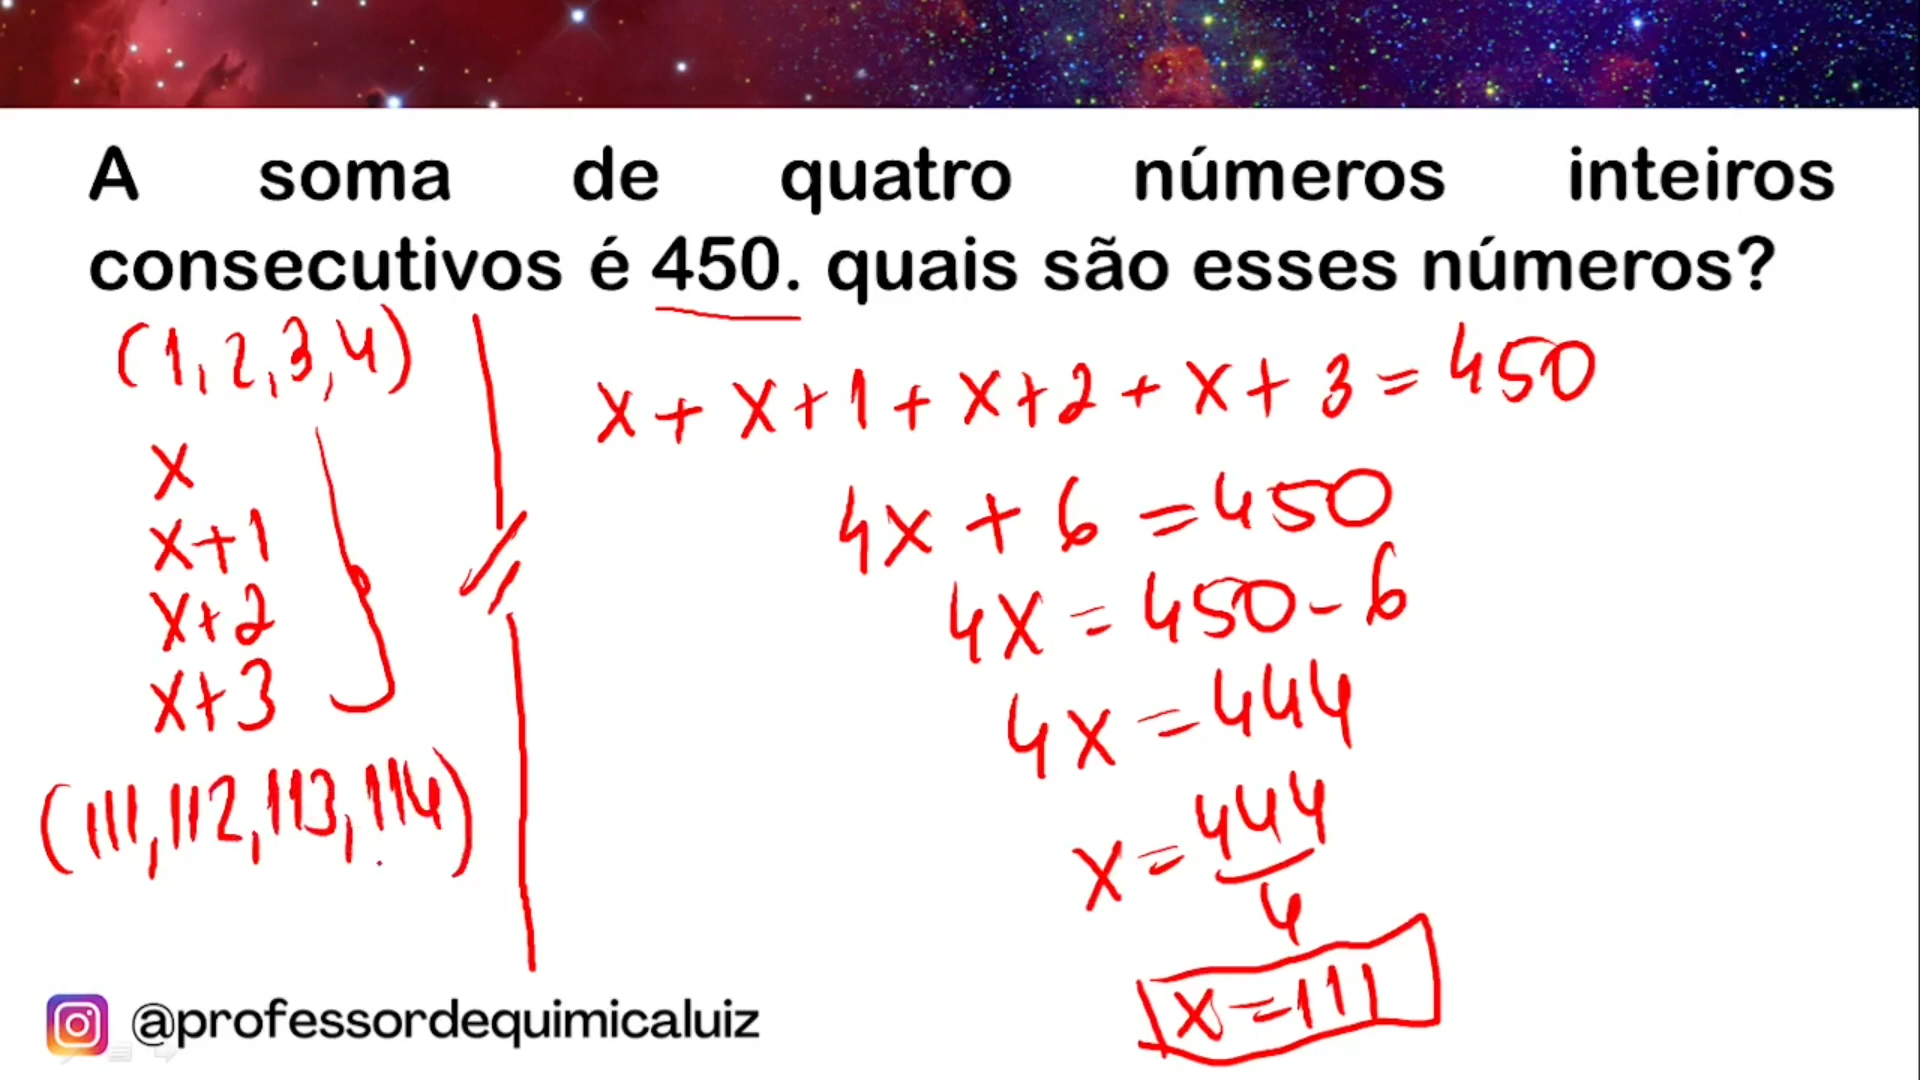 A soma de quatro números inteiros
consecutivos é 450. quais são esses números?
(1, 2, 3, 4)
x
x+1
x+2
x+3
(111, 112, 113, 114)
x + x+1 + x+2 + x+3 = 450
4x + 6 = 450
4x = 450 - 6
4x = 444
x = 444
4
x = 111
@professordequimicaluiz